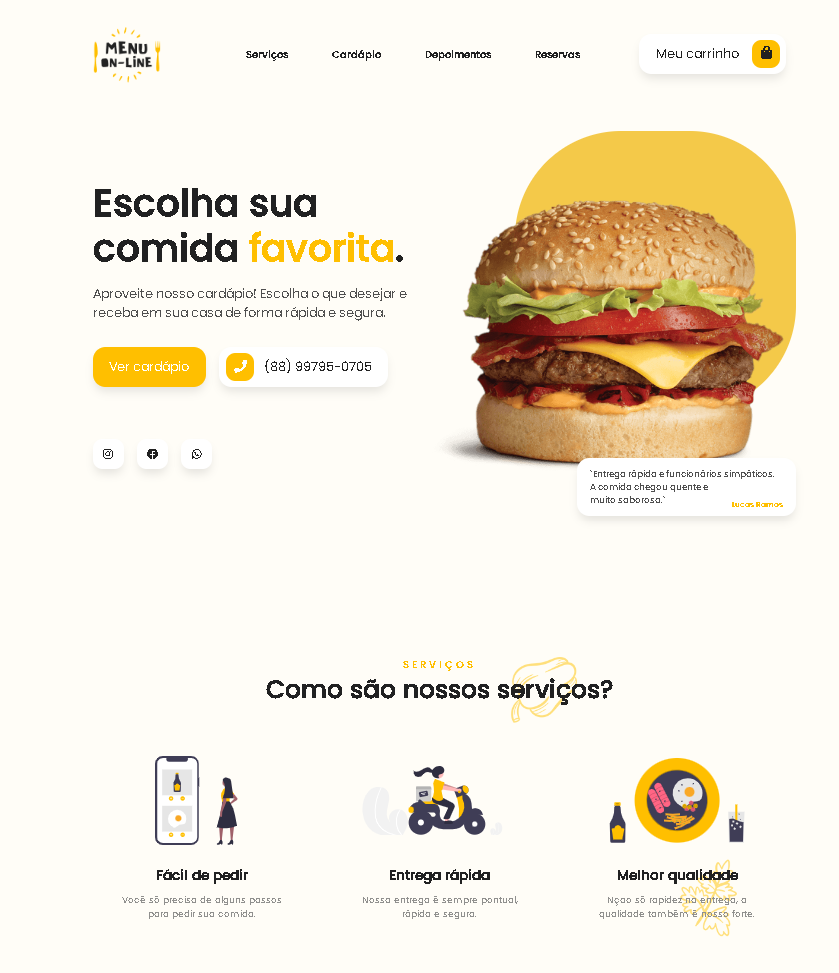 MENU
ON-LINE
Serviços
Cardápio
Depoimentos
Reservas
Meu carrinho
Escolha sua
comida favorita.
Aproveite nosso cardápio! Escolha o que desejar e
receba em sua casa de forma rápida e segura.
Ver cardápio
(88) 99795-0705
`Entrega rápida e funcionários simpáticos.
A comida chegou quente e
muito saborosa.`
Lucas Ramos
SERVIÇOS
Como são nossos serviços?
Fácil de pedir
Você só precisa de alguns passos
para pedir sua comida.
Entrega rápida
Nossa entrega é sempre pontual,
rápida e segura.
Melhor qualidade
Nçao só rapidez na entrega, a
qualidade também é nosso forte.